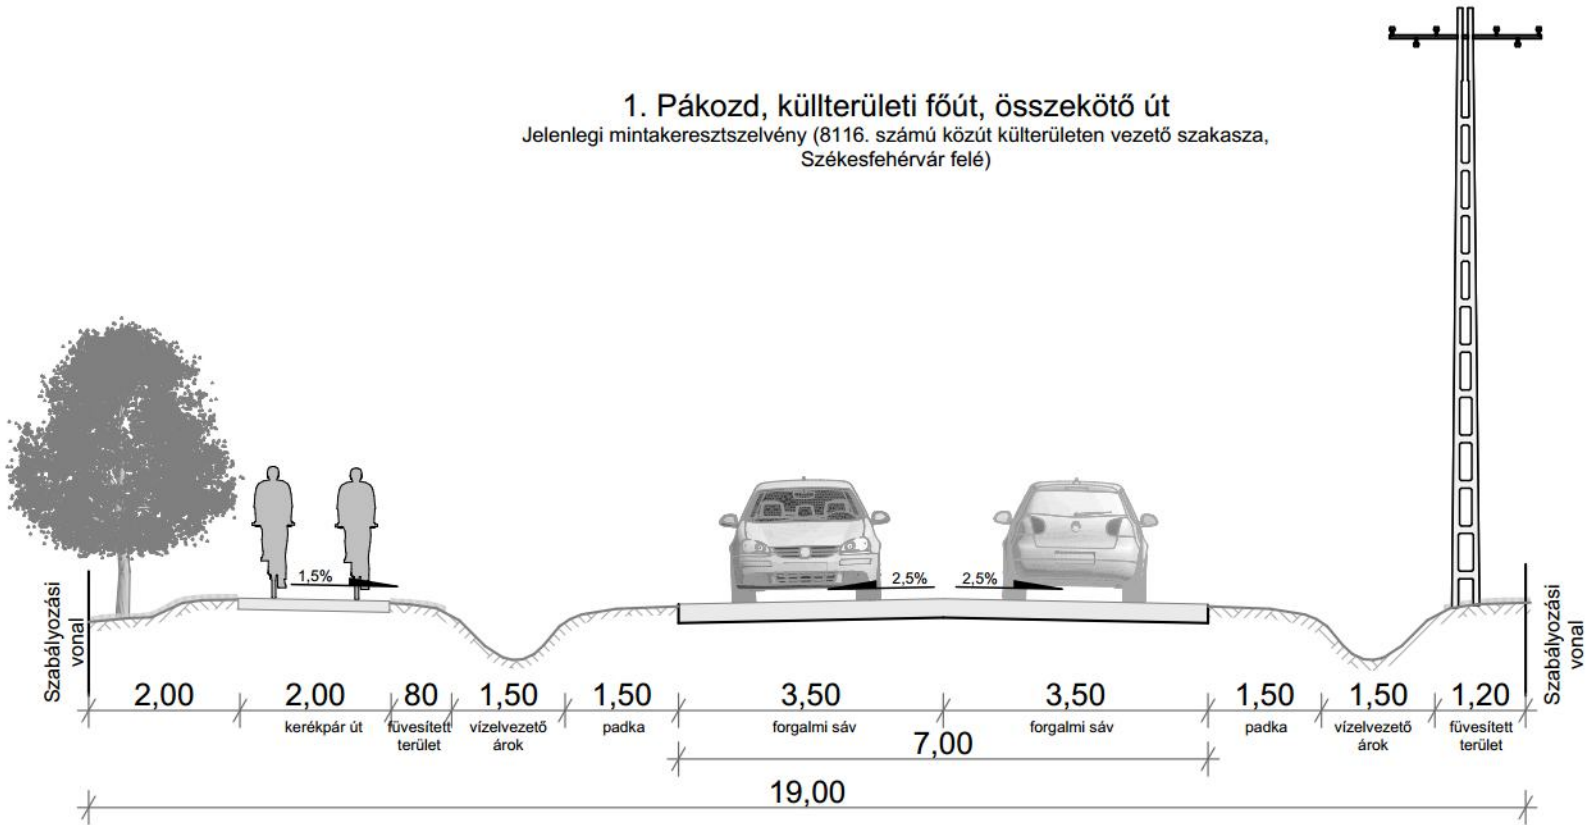 1. Pákozd, küllterületi főút, összekötő út
Jelenlegi mintakeresztszelvény (8116. számú közút külterületen vezető szakasza,
Székesfehérvár felé)
1,5%
2,5%
2,5%
Szabályozási
vonal
Szabályozási
vonal
2,00
2,00
80
1,50
1,50
3,50
3,50
1,50
1,50
1,20
kerékpár út
füvesített
terület
vízelvezető
árok
padka
forgalmi sáv
forgalmi sáv
padka
vízelvezető
árok
füvesített
terület
7,00
19,00